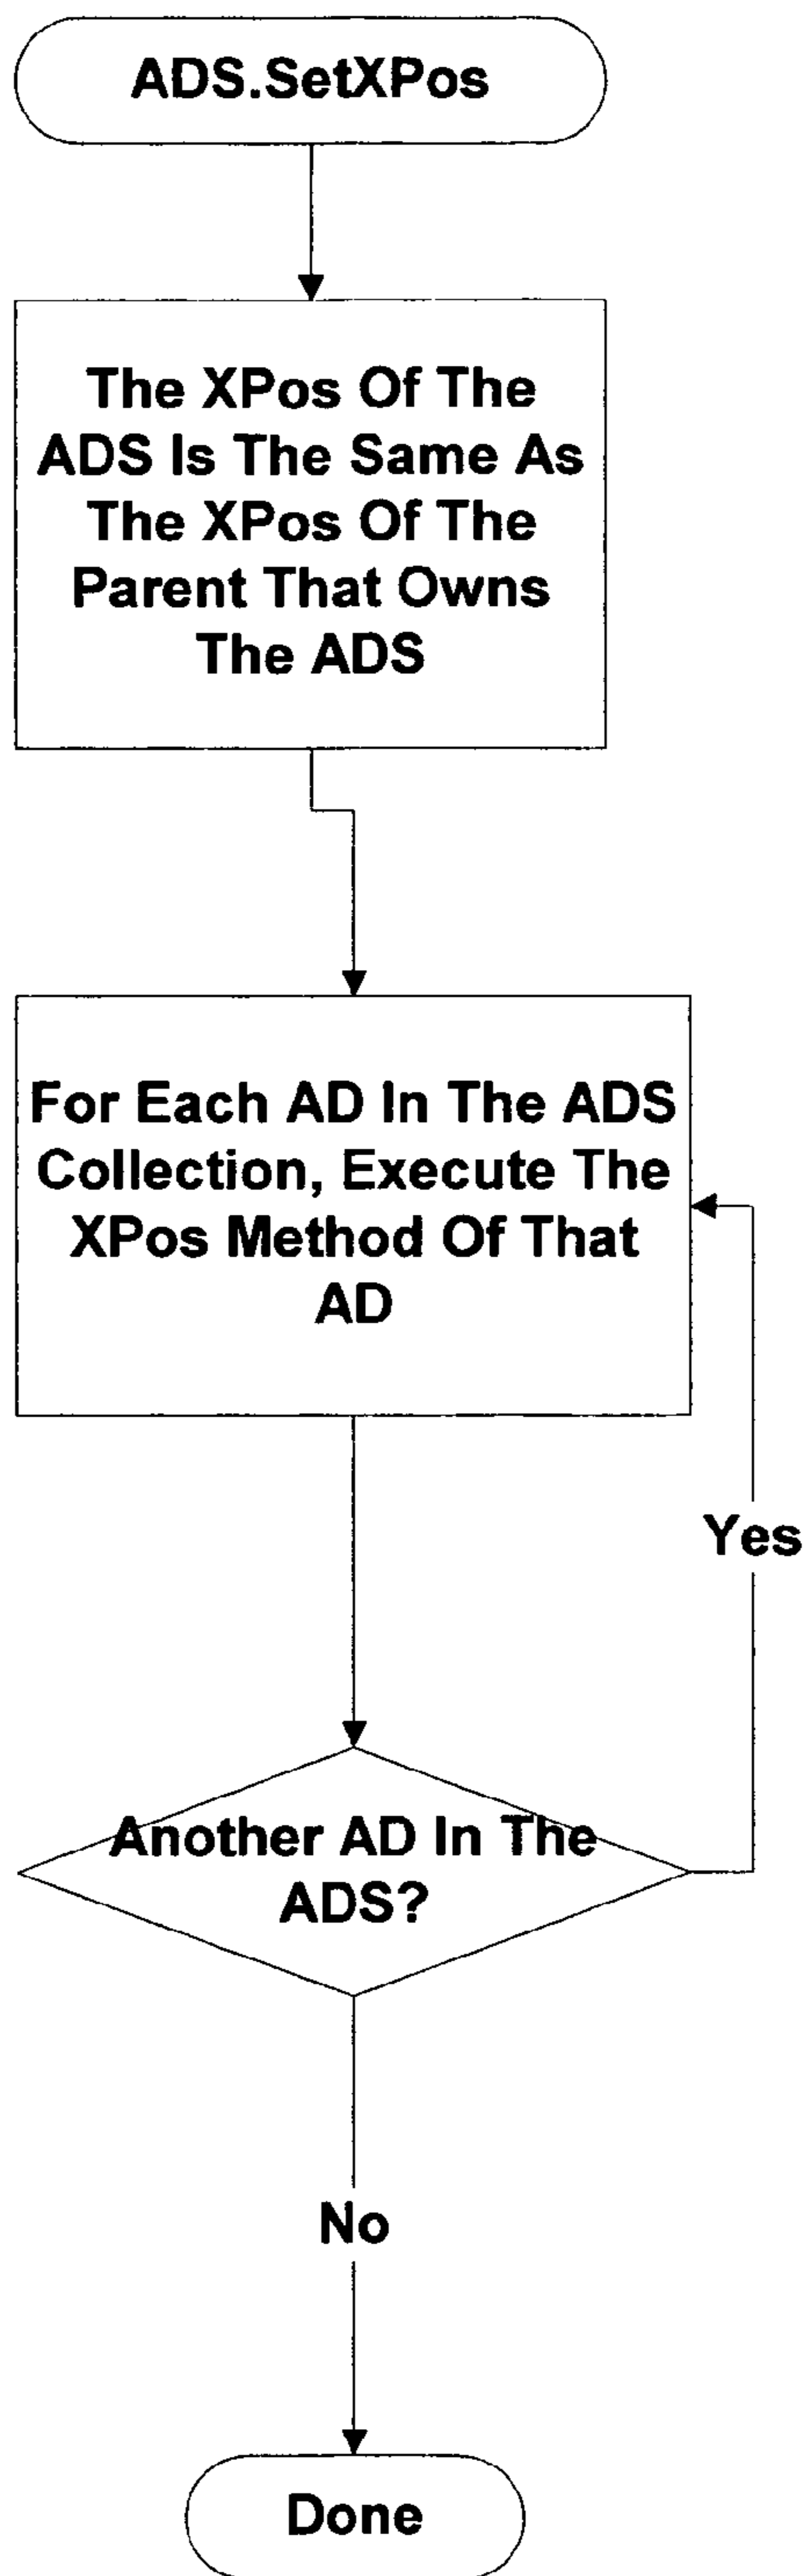 ADS.SetXPos
The XPos Of The
ADS Is The Same As
The XPos Of The
Parent That Owns
The ADS
For Each AD In The ADS
Collection, Execute The
XPos Method Of That
AD
Yes
Another AD In The
ADS?
No
Done